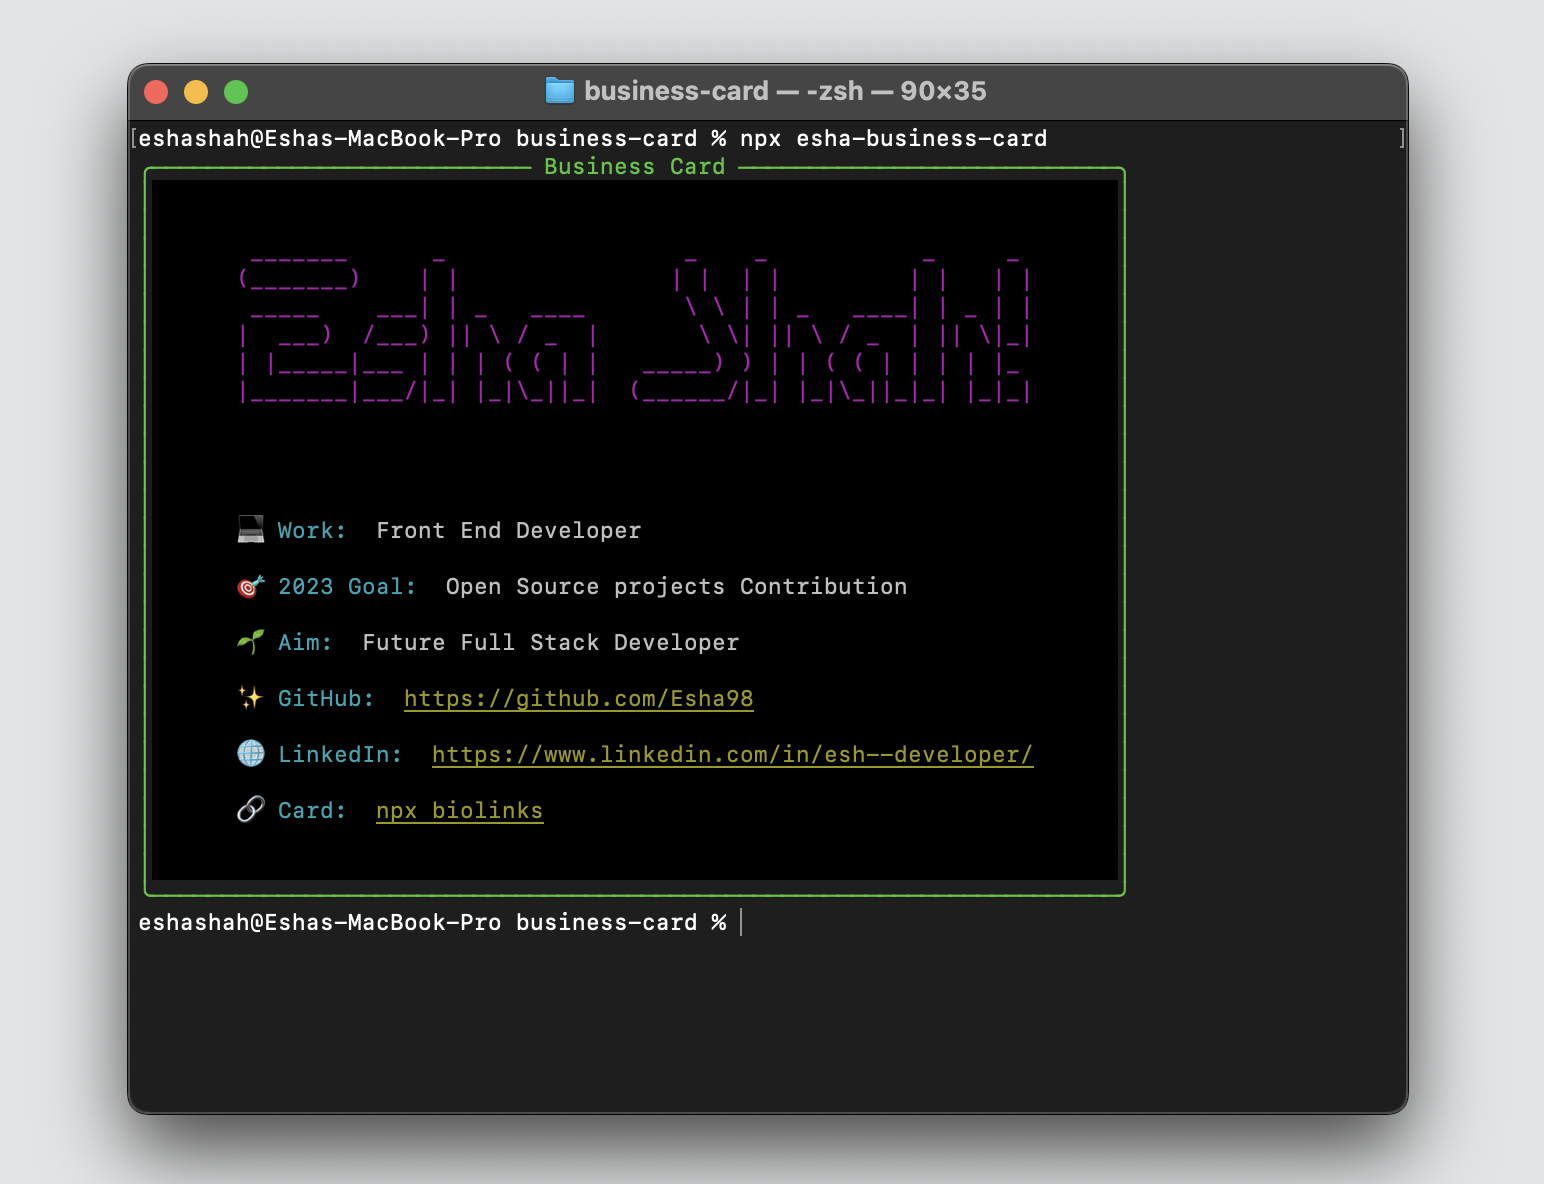 business-card — -zsh — 90×35
[eshashah@Eshas-MacBook-Pro business-card % npx esha-business-card ]
Business Card
Esha Shah!
Work: Front End Developer
2023 Goal: Open Source projects Contribution
Aim: Future Full Stack Developer
GitHub: https://github.com/Esha98
LinkedIn: https://www.linkedin.com/in/esh--developer/
Card: npx biolinks
eshashah@Eshas-MacBook-Pro business-card %